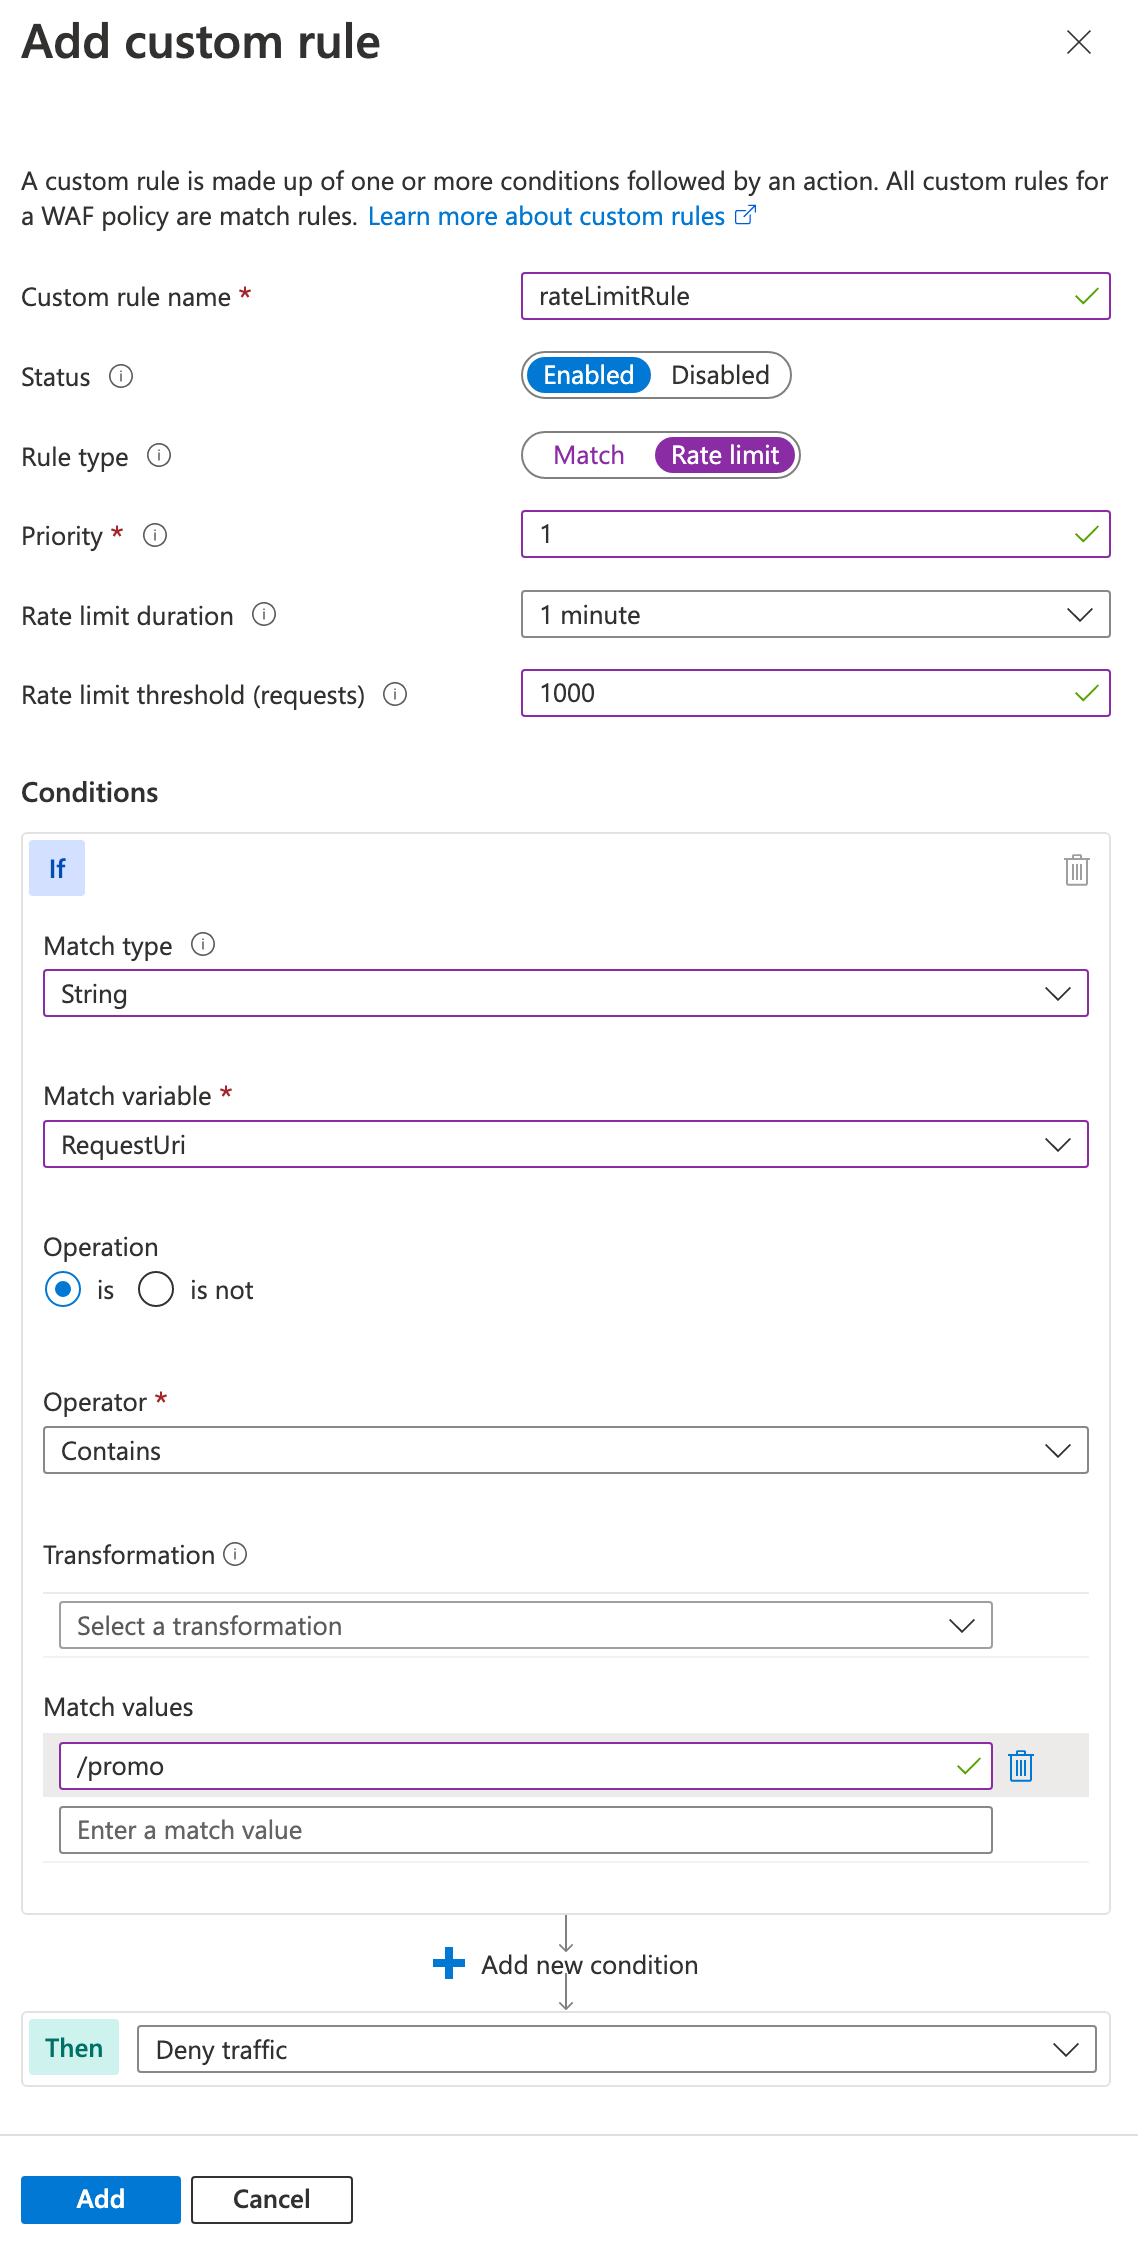 Add custom rule
A custom rule is made up of one or more conditions followed by an action. All custom rules for
a WAF policy are match rules. Learn more about custom rules
Custom rule name *
rateLimitRule
Status
Enabled Disabled
Rule type
Match Rate limit
Priority *
1
Rate limit duration
1 minute
Rate limit threshold (requests)
1000
Conditions
If
Match type
String
Match variable *
RequestUri
Operation
is is not
Operator *
Contains
Transformation
Select a transformation
Match values
/promo
Enter a match value
Add new condition
Then Deny traffic
Add Cancel